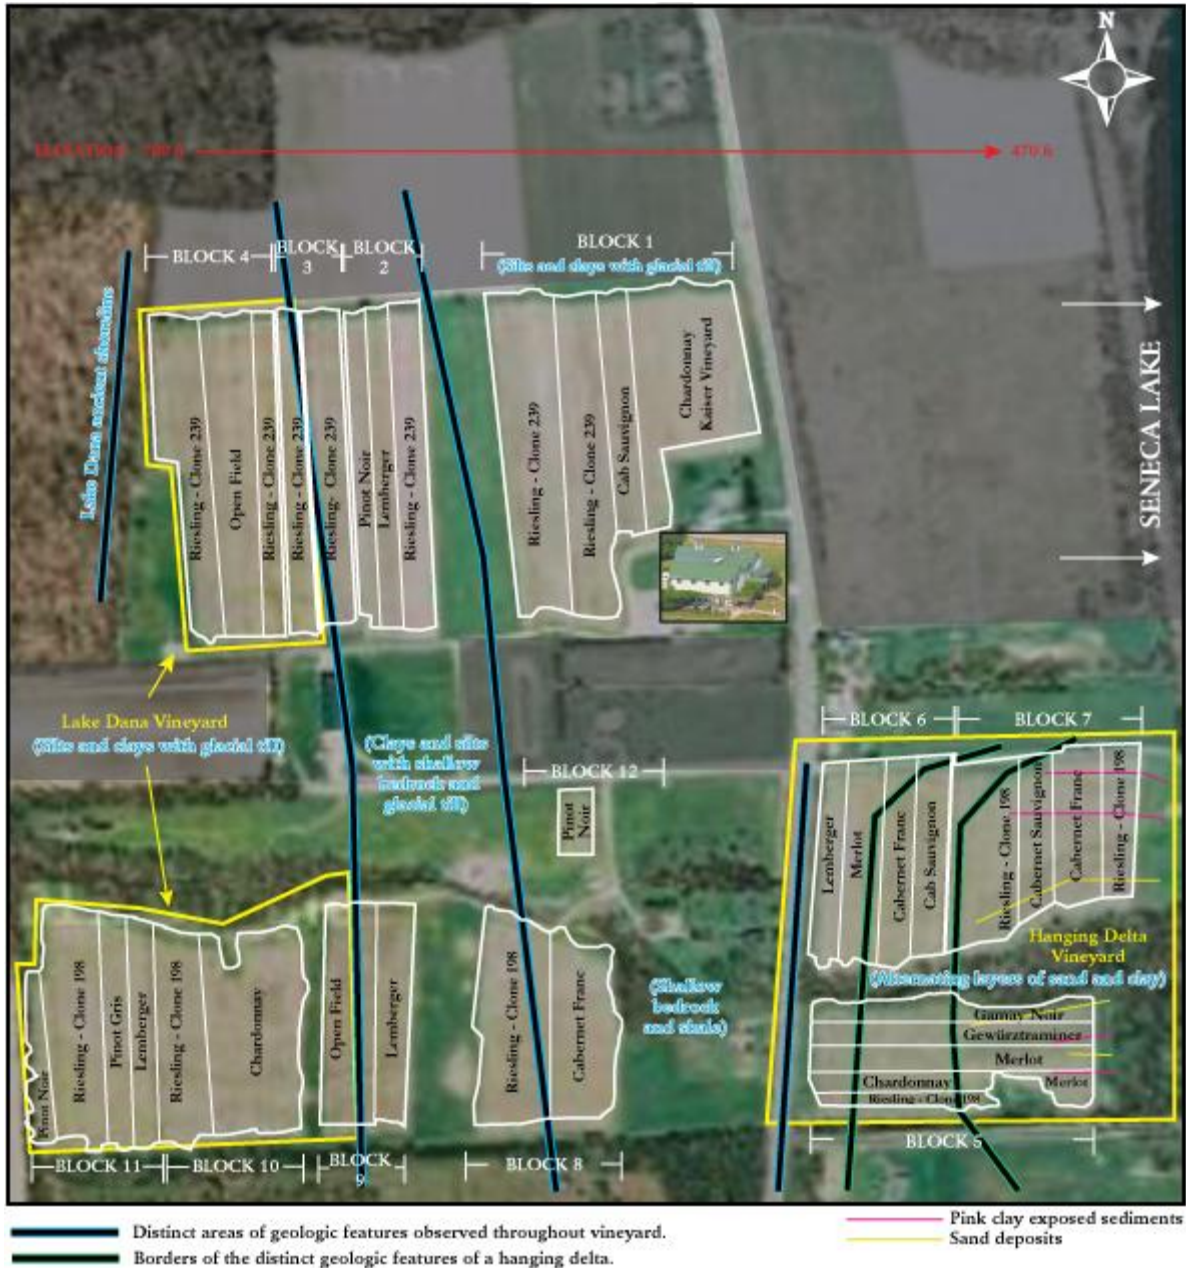 N
470 ft
BLOCK 4
BLOCK
3
BLOCK
2
BLOCK 1
(Silts and clays with glacial till)
Lake Dana ancient shoreline
Riesling - Clone 239
Open Field
Riesling - Clone 239
Riesling - Clone 239
Riesling- Clone 239
Pinot Noir
Lemberger
Riesling - Clone 239
Riesling - Clone 239
Riesling - Clone 239
Cab Sauvignon
Chardonnay
Kaiser Vineyard
SENECA LAKE
Lake Dana Vineyard
(Silts and clays with glacial till)
(Clays and silts
with shallow
bedrock and
glacial till)
BLOCK 12
Pinot
Noir
BLOCK 6
BLOCK 7
Lemberger
Merlot
Cabernet Franc
Cab Sauvignon
Riesling - Clone 198
Cabernet Sauvignon
Cabernet Franc
Riesling - Clone 198
Hanging Delta
Vineyard
(Alternating layers of sand and clay)
Pinot Noir
Riesling - Clone 198
Pinot Gris
Lemberger
Riesling - Clone 198
Chardonnay
Open Field
Lemberger
Riesling - Clone 198
Cabernet Franc
(Shallow
bedrock
and shale)
Gamay Noir
Gewürztraminer
Merlot
Chardonnay
Merlot
Riesling - Clone 198
BLOCK 11
BLOCK 10
BLOCK
9
BLOCK 8
BLOCK 5
Distinct areas of geologic features observed throughout vineyard.
Borders of the distinct geologic features of a hanging delta.
Pink clay exposed sediments
Sand deposits